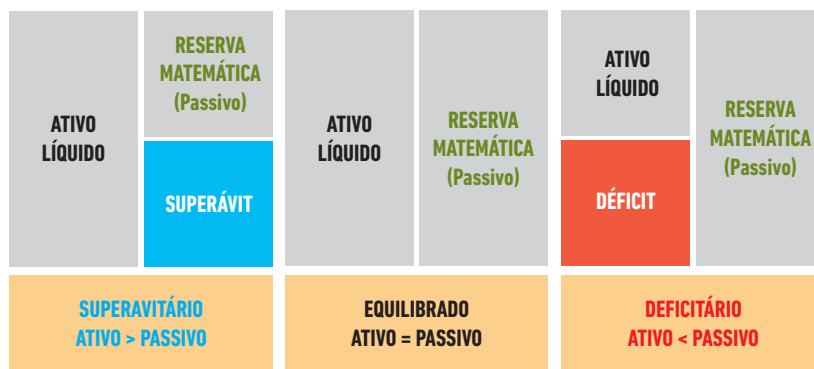 ATIVO
LÍQUIDO
RESERVA
MATEMÁTICA
(Passivo)
SUPERÁVIT
SUPERAVITÁRIO
ATIVO > PASSIVO
ATIVO
LÍQUIDO
RESERVA
MATEMÁTICA
(Passivo)
EQUILIBRADO
ATIVO = PASSIVO
ATIVO
LÍQUIDO
DÉFICIT
RESERVA
MATEMÁTICA
(Passivo)
DEFICITÁRIO
ATIVO < PASSIVO